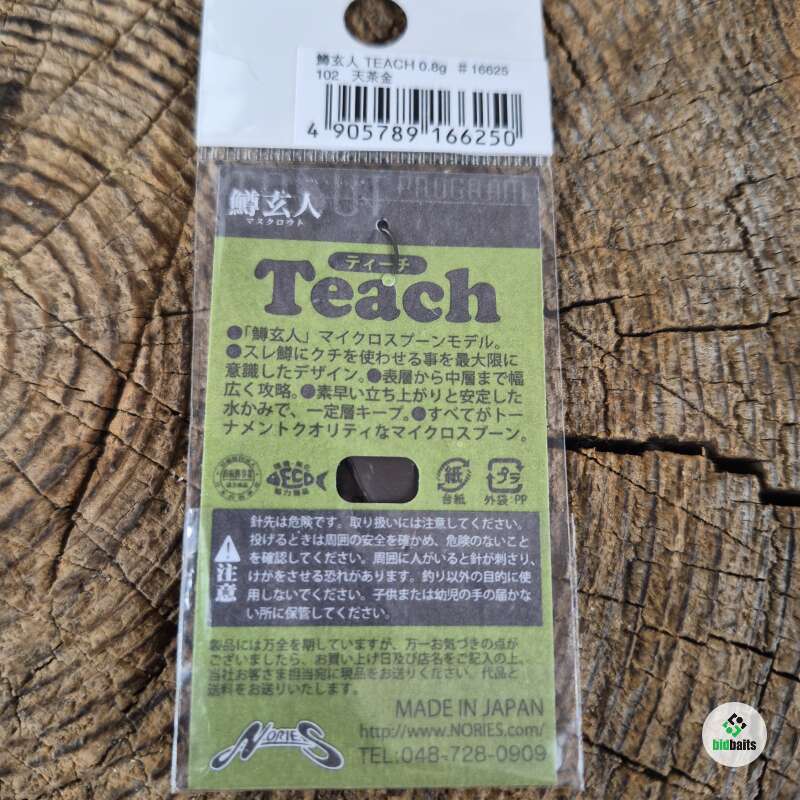 鱒玄人 TEACH 0.8g #16625
102 天茶金
4 905789 166250
TROUT PROGRAM
鱒玄人
マスクロウト
ティーチ
Teach
●「鱒玄人」マイクロスプーンモデル。
●スレ鱒にクチを使わせる事を最大限に
意識したデザイン。●表層から中層まで幅
広く攻略。●素早い立ち上がりと安定した
水かみで、一定層キープ。●すべてがトー
ナメントクオリティなマイクロスプーン。
ECO
紙
台紙
プラ
外袋・PP
注意
針先は危険です。取り扱いには注意してください。
投げるときは周囲の安全を確かめ、危険のないこと
を確認してください。周囲に人がいると針が刺さり、
けがをさせる恐れがあります。釣り以外の目的に使
用しないでください。子供または幼児の手の届かな
い所に保管してください。
製品には万全を期していますが、万一お気づきの点が
ございましたら、お買い上げ日及び店名をご記入の上、
当社お客さま担当宛に現品をお送りください。代品と
送料をお送りいたします。
MADE IN JAPAN
NORIES
http://www.NORIES.com/
TEL:048-728-0909
bidbaits